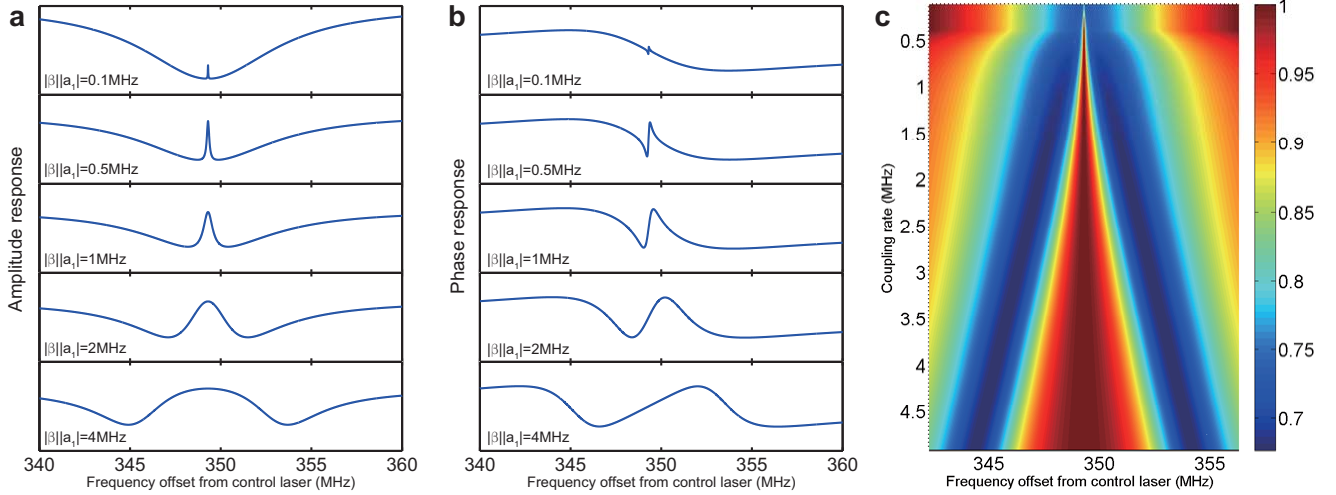 a
Amplitude response
|β||a₁|=0.1MHz
|β||a₁|=0.5MHz
|β||a₁|=1MHz
|β||a₁|=2MHz
|β||a₁|=4MHz
340 345 350 355 360
Frequency offset from control laser (MHz)
b
Phase response
|β||a₁|=0.1MHz
|β||a₁|=0.5MHz
|β||a₁|=1MHz
|β||a₁|=2MHz
|β||a₁|=4MHz
340 345 350 355 360
Frequency offset from control laser (MHz)
c
Coupling rate (MHz)
0.5
1
1.5
2
2.5
3
3.5
4
4.5
345 350 355
Frequency offset from control laser (MHz)
1
0.95
0.9
0.85
0.8
0.75
0.7